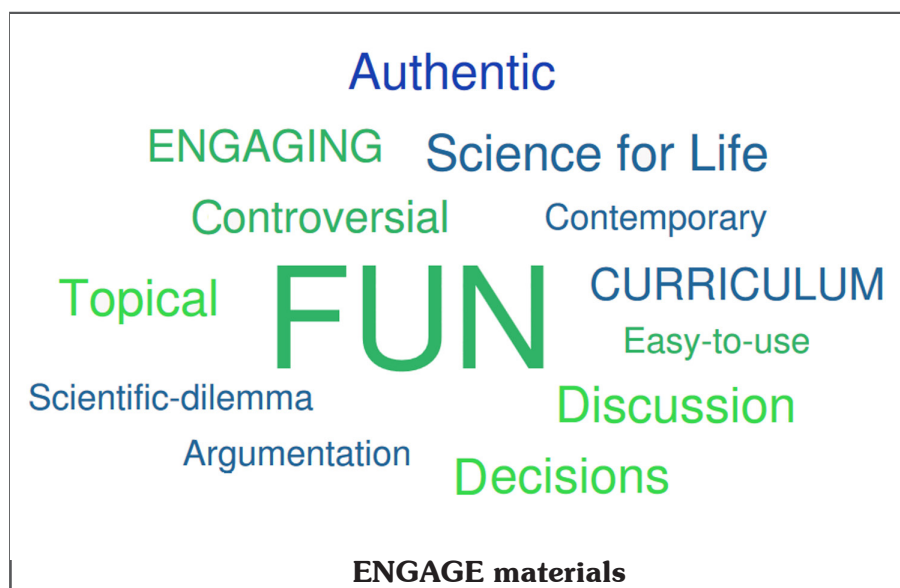 Authentic
ENGAGING
Science for Life
Controversial
Contemporary
Topical
FUN
CURRICULUM
Easy-to-use
Scientific-dilemma
Discussion
Argumentation
Decisions
ENGAGE materials